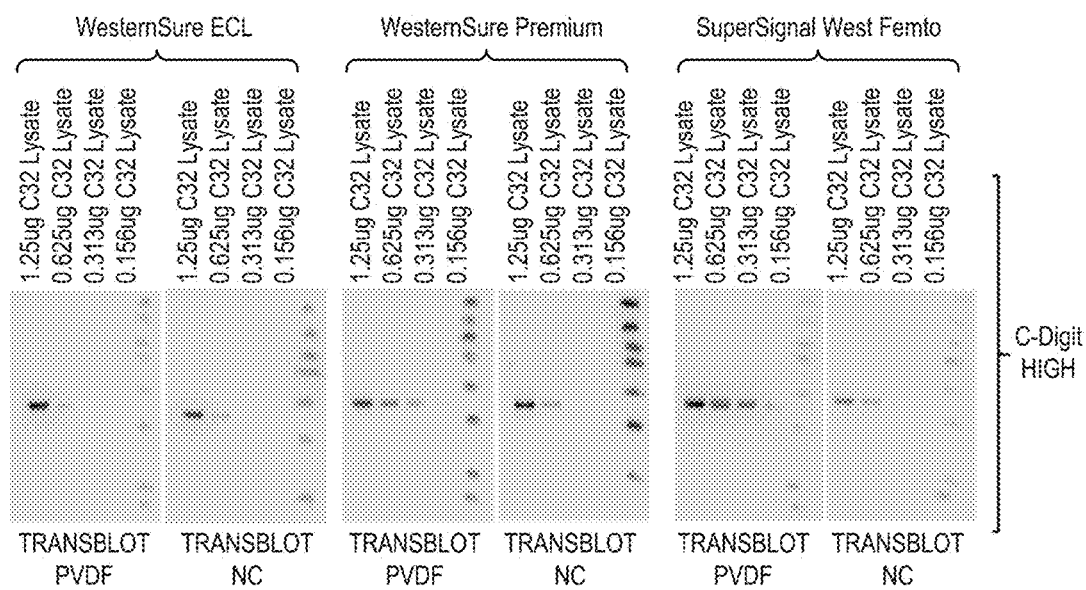 WesternSure ECL
WesternSure Premium
SuperSignal West Femto
1.25ug C32 Lysate
0.625ug C32 Lysate
0.313ug C32 Lysate
0.156ug C32 Lysate
1.25ug C32 Lysate
0.625ug C32 Lysate
0.313ug C32 Lysate
0.156ug C32 Lysate
1.25ug C32 Lysate
0.625ug C32 Lysate
0.313ug C32 Lysate
0.156ug C32 Lysate
1.25ug C32 Lysate
0.625ug C32 Lysate
0.313ug C32 Lysate
0.156ug C32 Lysate
1.25ug C32 Lysate
0.625ug C32 Lysate
0.313ug C32 Lysate
0.156ug C32 Lysate
1.25ug C32 Lysate
0.625ug C32 Lysate
0.313ug C32 Lysate
0.156ug C32 Lysate
C-Digit
HIGH
TRANSBLOT
PVDF
TRANSBLOT
NC
TRANSBLOT
PVDF
TRANSBLOT
NC
TRANSBLOT
PVDF
TRANSBLOT
NC